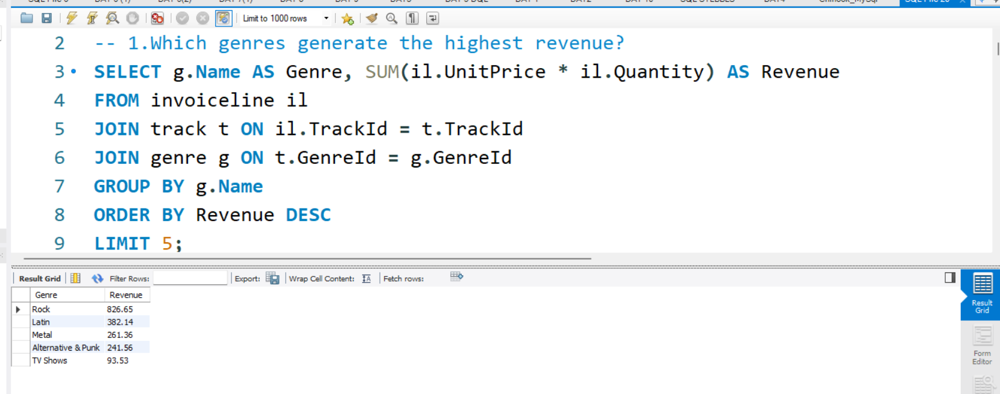 Limit to 1000 rows
2 -- 1.Which genres generate the highest revenue?
3 SELECT g.Name AS Genre, SUM(il.UnitPrice * il.Quantity) AS Revenue
4 FROM invoiceline il
5 JOIN track t ON il.TrackId = t.TrackId
6 JOIN genre g ON t.GenreId = g.GenreId
7 GROUP BY g.Name
8 ORDER BY Revenue DESC
9 LIMIT 5;
Result Grid Filter Rows: Export: Wrap Cell Content: Fetch rows:
Genre Revenue
Rock 826.65
Latin 382.14
Metal 261.36
Alternative & Punk 241.56
TV Shows 93.53
Result
Grid
Form
Editor